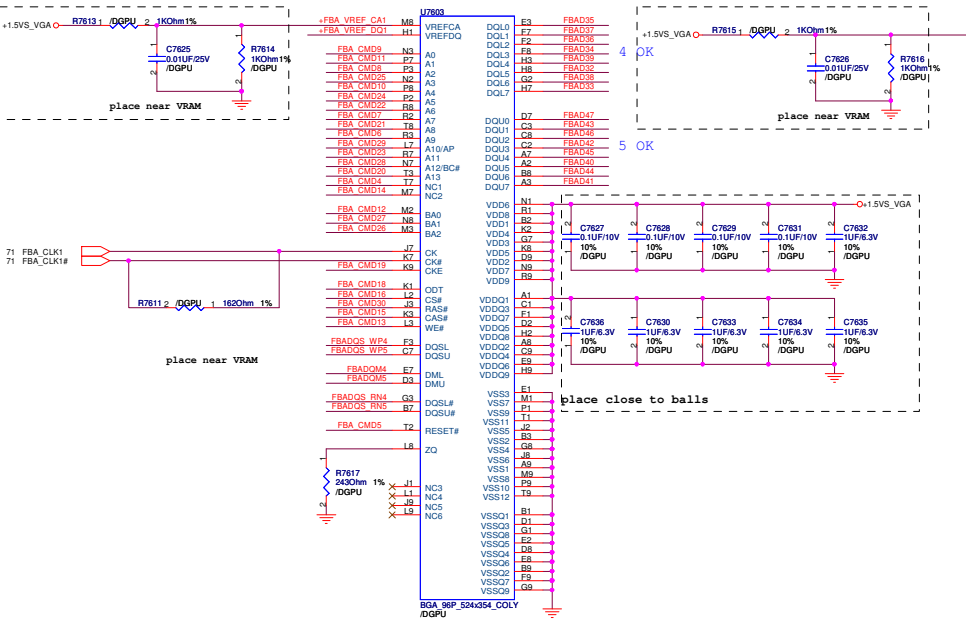 +1.5VS_VGA
R7613 1 /DGPU 2 1KOhm1%
C7625
0.01UF/25V
/DGPU
R7614
1KOhm1%
/DGPU
place near VRAM
+FBA_VREF_CA1 M8 VREFCA
+FBA_VREF_DQ1 H1 VREFDQ
FBA_CMD9 N3 A0
FBA_CMD11 P7 A1
FBA_CMD8 P3 A2
FBA_CMD25 N2 A3
FBA_CMD10 P8 A4
FBA_CMD24 P2 A5
FBA_CMD22 R8 A6
FBA_CMD7 R2 A7
FBA_CMD21 T8 A8
FBA_CMD6 R3 A9
FBA_CMD29 L7 A10/AP
FBA_CMD23 R7 A11
FBA_CMD28 N7 A12/BC#
FBA_CMD20 T3 A13
FBA_CMD4 T7 NC1
FBA_CMD14 M7 NC2
FBA_CMD12 M2 BA0
FBA_CMD27 N8 BA1
FBA_CMD26 M3 BA2
71 FBA_CLK1 J7 CK
71 FBA_CLK1# K7 CK#
FBA_CMD19 K9 CKE
R7611 2 /DGPU 1 162Ohm 1%
place near VRAM
FBA_CMD18 K1 ODT
FBA_CMD16 L2 CS#
FBA_CMD30 J3 RAS#
FBA_CMD15 K3 CAS#
FBA_CMD13 L3 WE#
FBADQS_WP4 F3 DQSL
FBADQS_WP5 C7 DQSU
FBADQM4 E7 DML
FBADQM5 D3 DMU
FBADQS_RN4 G3 DQSL#
FBADQS_RN5 B7 DQSU#
FBA_CMD5 T2 RESET#
L8 ZQ
R7617
243Ohm 1%
/DGPU
J1 NC3
L1 NC4
J9 NC5
L9 NC6
U7603
DQL0 E3 FBAD35
DQL1 F7 FBAD37
DQL2 F2 FBAD36
DQL3 F8 FBAD34
DQL4 H3 FBAD39
DQL5 H8 FBAD32
DQL6 G2 FBAD38
DQL7 H7 FBAD33
4 OK
DQU0 D7 FBAD47
DQU1 C3 FBAD43
DQU2 C8 FBAD46
DQU3 C2 FBAD42
DQU4 A7 FBAD45
DQU5 A2 FBAD40
DQU6 B8 FBAD44
DQU7 A3 FBAD41
5 OK
VDD6 N1
VDD8 R1
VDD1 B2
VDD4 K2
VDD3 G7
VDD5 K8
VDD2 D9
VDD7 N9
VDD9 R9
VDDQ1 A1
VDDQ3 C1
VDDQ7 F1
VDDQ5 D2
VDDQ8 H2
VDDQ2 A8
VDDQ4 C9
VDDQ6 E9
VDDQ9 H9
VSS3 E1
VSS7 M1
VSS9 P1
VSS11 T1
VSS5 J2
VSS2 B3
VSS4 G8
VSS6 J8
VSS1 A9
VSS8 M9
VSS10 P9
VSS12 T9
VSSQ1 B1
VSSQ3 D1
VSSQ8 G1
VSSQ5 E2
VSSQ4 D8
VSSQ6 E8
VSSQ2 B9
VSSQ7 F9
VSSQ9 G9
BGA_96P_524x354_COLY
/DGPU
+1.5VS_VGA
R7615 1 /DGPU 2 1KOhm1%
C7626
0.01UF/25V
/DGPU
R7616
1KOhm1%
/DGPU
place near VRAM
+1.5VS_VGA
C7627
0.1UF/10V
10%
/DGPU
C7628
0.1UF/10V
10%
/DGPU
C7629
0.1UF/10V
10%
/DGPU
C7631
0.1UF/10V
10%
/DGPU
C7632
1UF/6.3V
10%
/DGPU
C7636
1UF/6.3V
10%
/DGPU
C7630
1UF/6.3V
10%
/DGPU
C7633
1UF/6.3V
10%
/DGPU
C7634
1UF/6.3V
10%
/DGPU
C7635
1UF/6.3V
10%
/DGPU
place close to balls